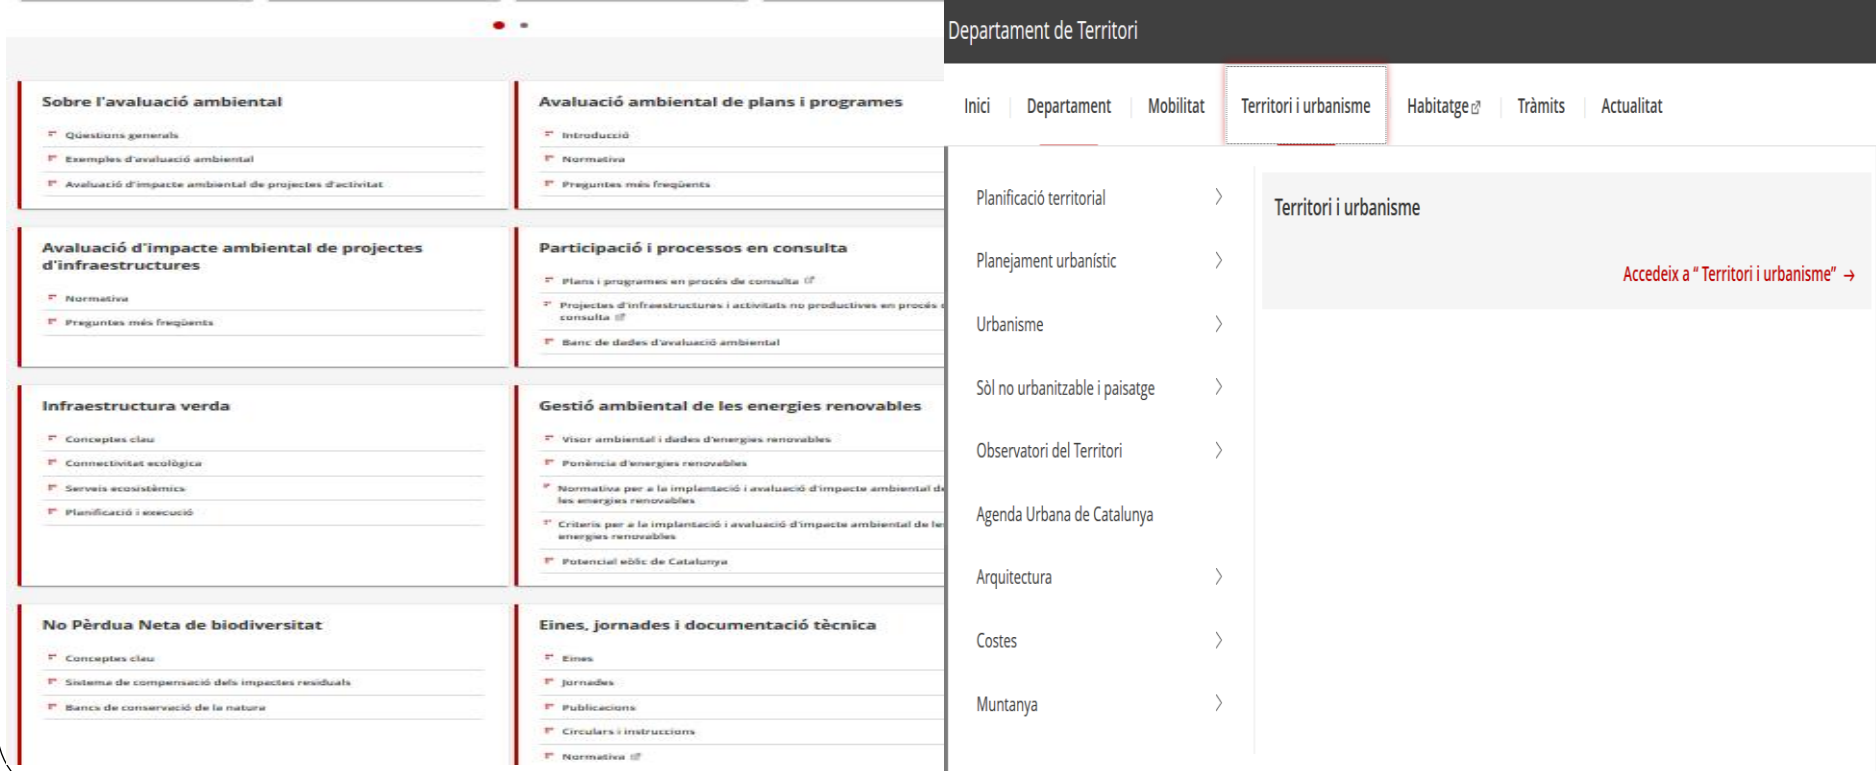 Sobre l'avaluació ambiental
Qüestions generals
Exemples d'avaluació ambiental
Avaluació d'impacte ambiental de projectes d'activitat
Avaluació ambiental de plans i programes
Introducció
Normativa
Preguntes més freqüents
Avaluació d'impacte ambiental de projectes
d'infraestructures
Normativa
Preguntes més freqüents
Participació i processos en consulta
Plans i programes en procés de consulta
Projectes d'infraestructures i activitats no productives en procés
consulta
Banc de dades d'avaluació ambiental
Infraestructura verda
Conceptes clau
Connectivitat ecològica
Serveis ecosistèmics
Planificació i execució
Gestió ambiental de les energies renovables
Visor ambiental i dades d'energies renovables
Ponència d'energies renovables
Normativa per a la implantació i avaluació d'impacte ambiental de
les energies renovables
Criteris per a la implantació i avaluació d'impacte ambiental de les
energies renovables
Potencial eòlic de Catalunya
No Pèrdua Neta de biodiversitat
Conceptes clau
Sistema de compensació dels impactes residuals
Bancs de conservació de la natura
Eines, jornades i documentació tècnica
Eines
Jornades
Publicacions
Circulars i instruccions
Normativa
Departament de Territori
Inici Departament Mobilitat Territori i urbanisme Habitatge Tràmits Actualitat
Planificació territorial
Planejament urbanístic
Urbanisme
Sòl no urbanitzable i paisatge
Observatori del Territori
Agenda Urbana de Catalunya
Arquitectura
Costes
Muntanya
Territori i urbanisme
Accedeix a “ Territori i urbanisme” →